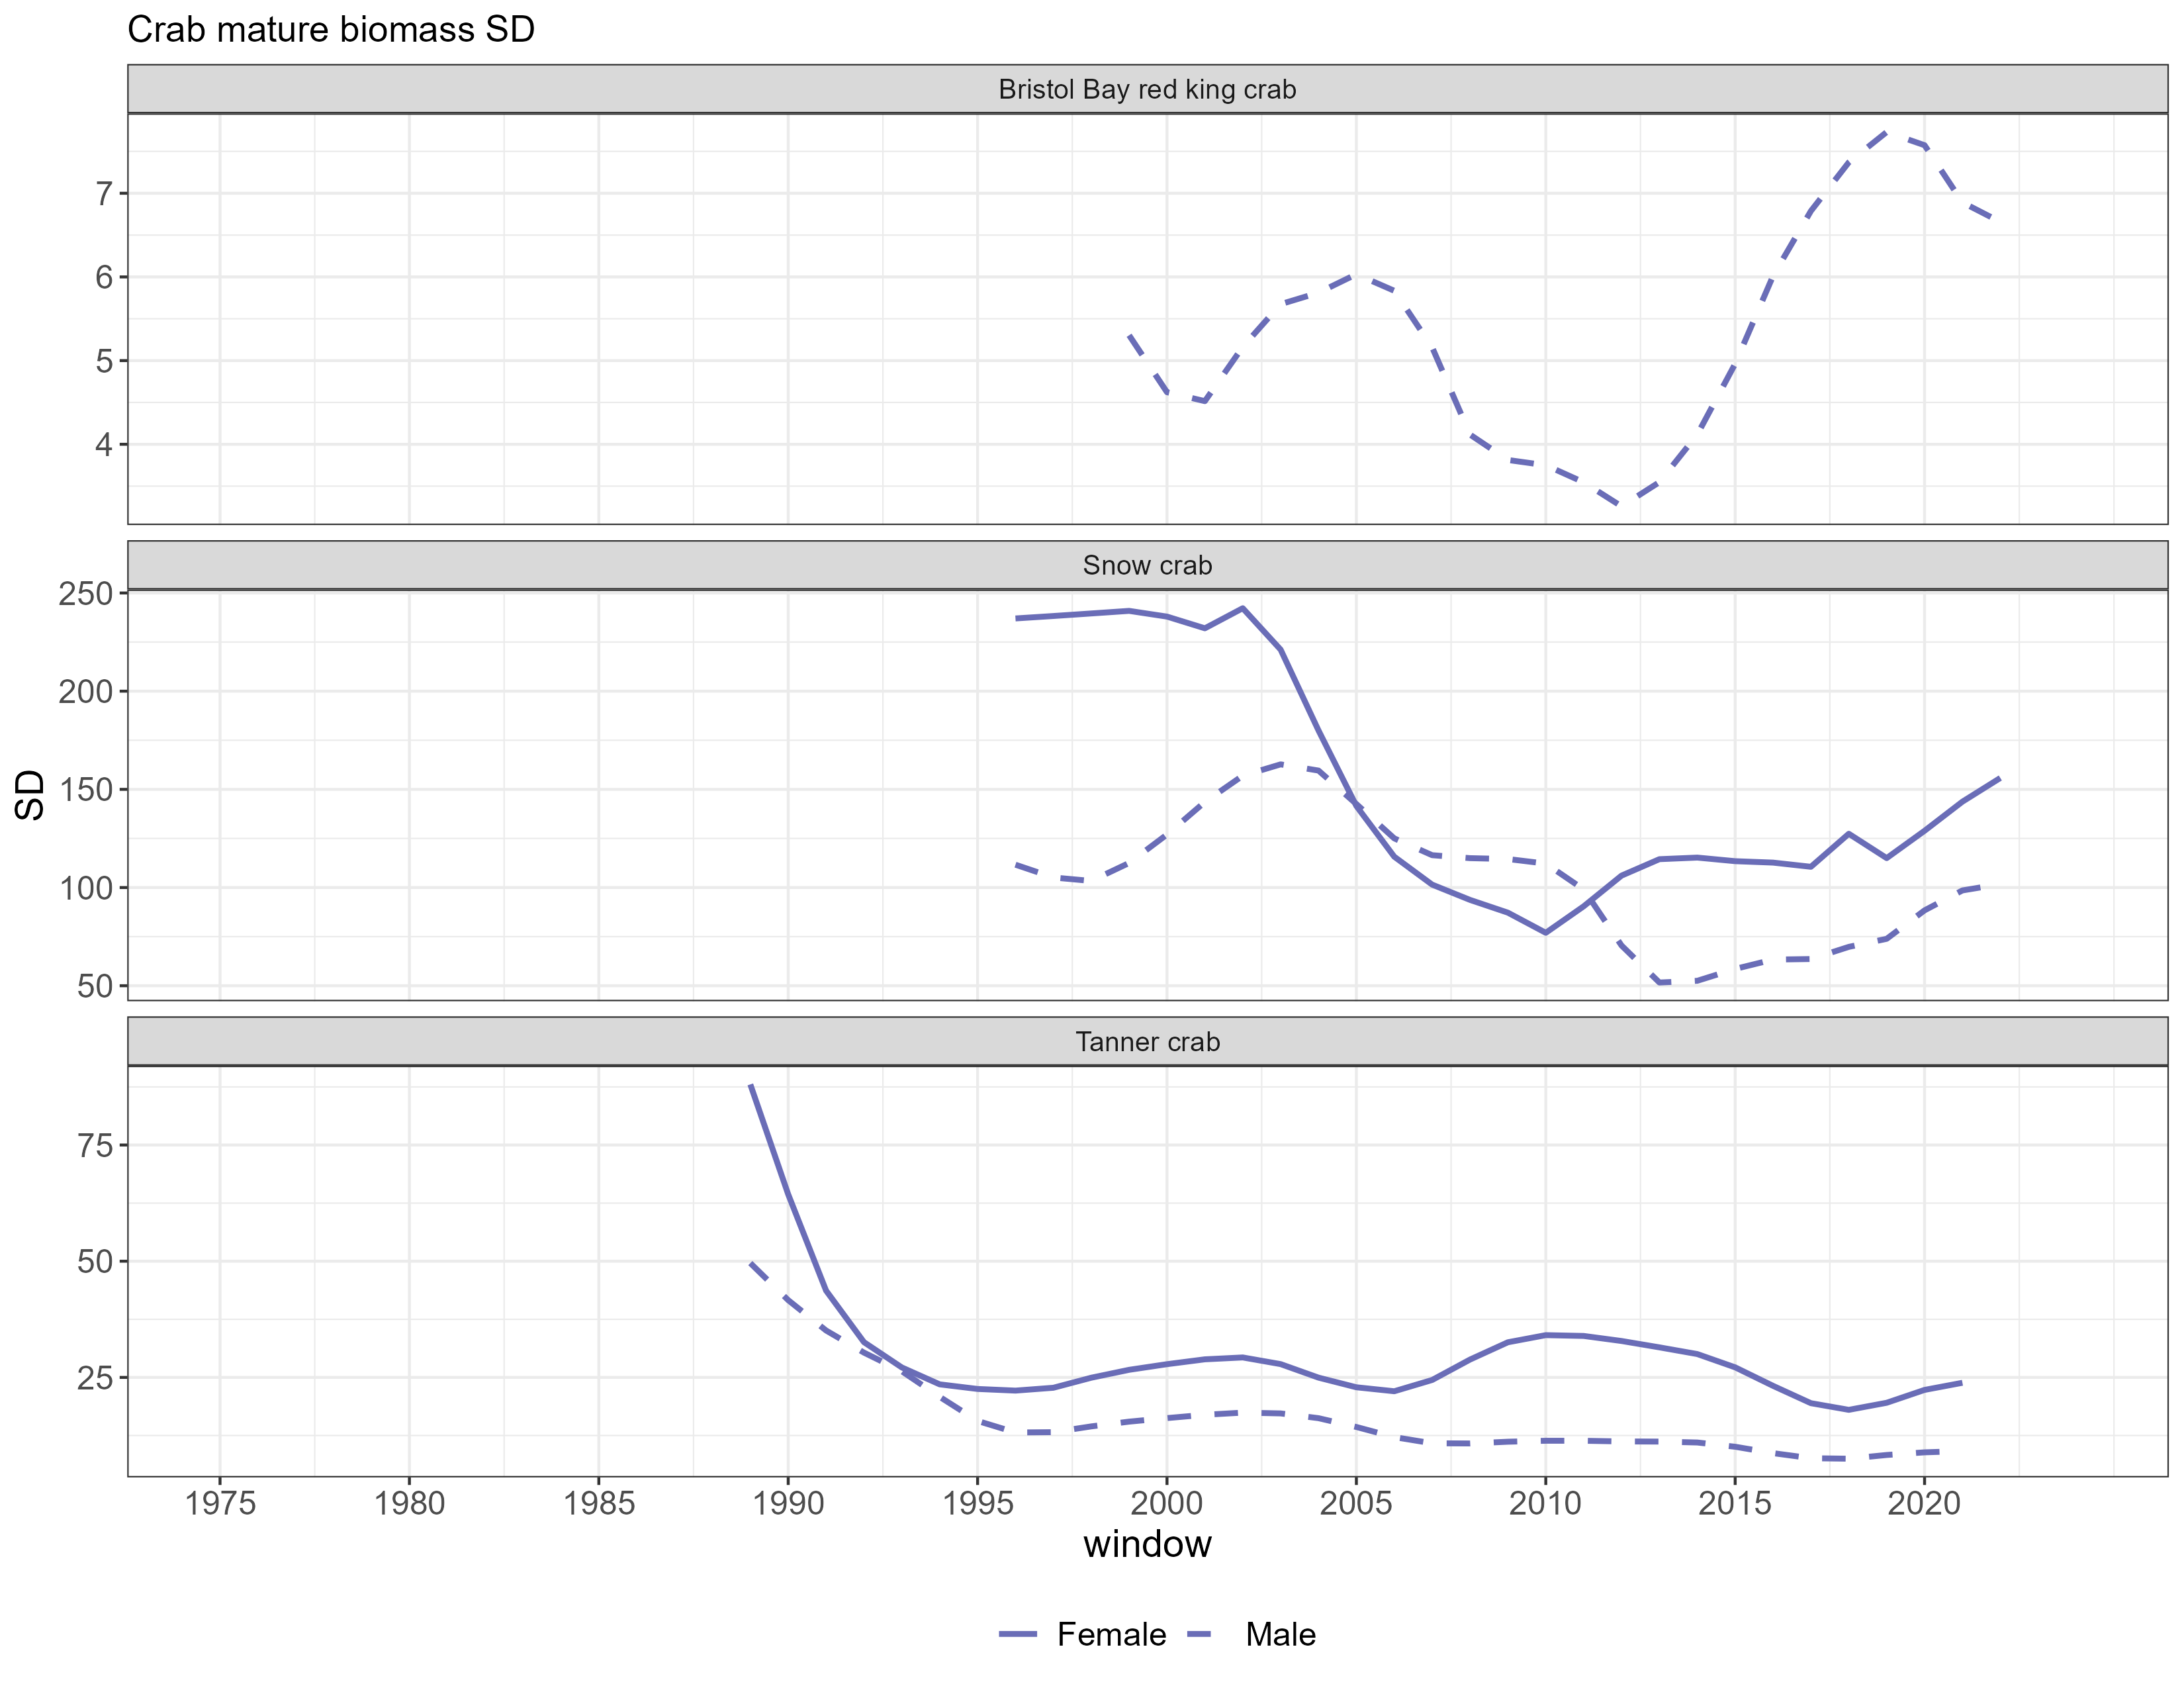 Crab mature biomass SD
Bristol Bay red king crab
7
6
5
4
Snow crab
250
200
150
100
50
SD
Tanner crab
75
50
25
1975 1980 1985 1990 1995 2000 2005 2010 2015 2020
window
Female Male